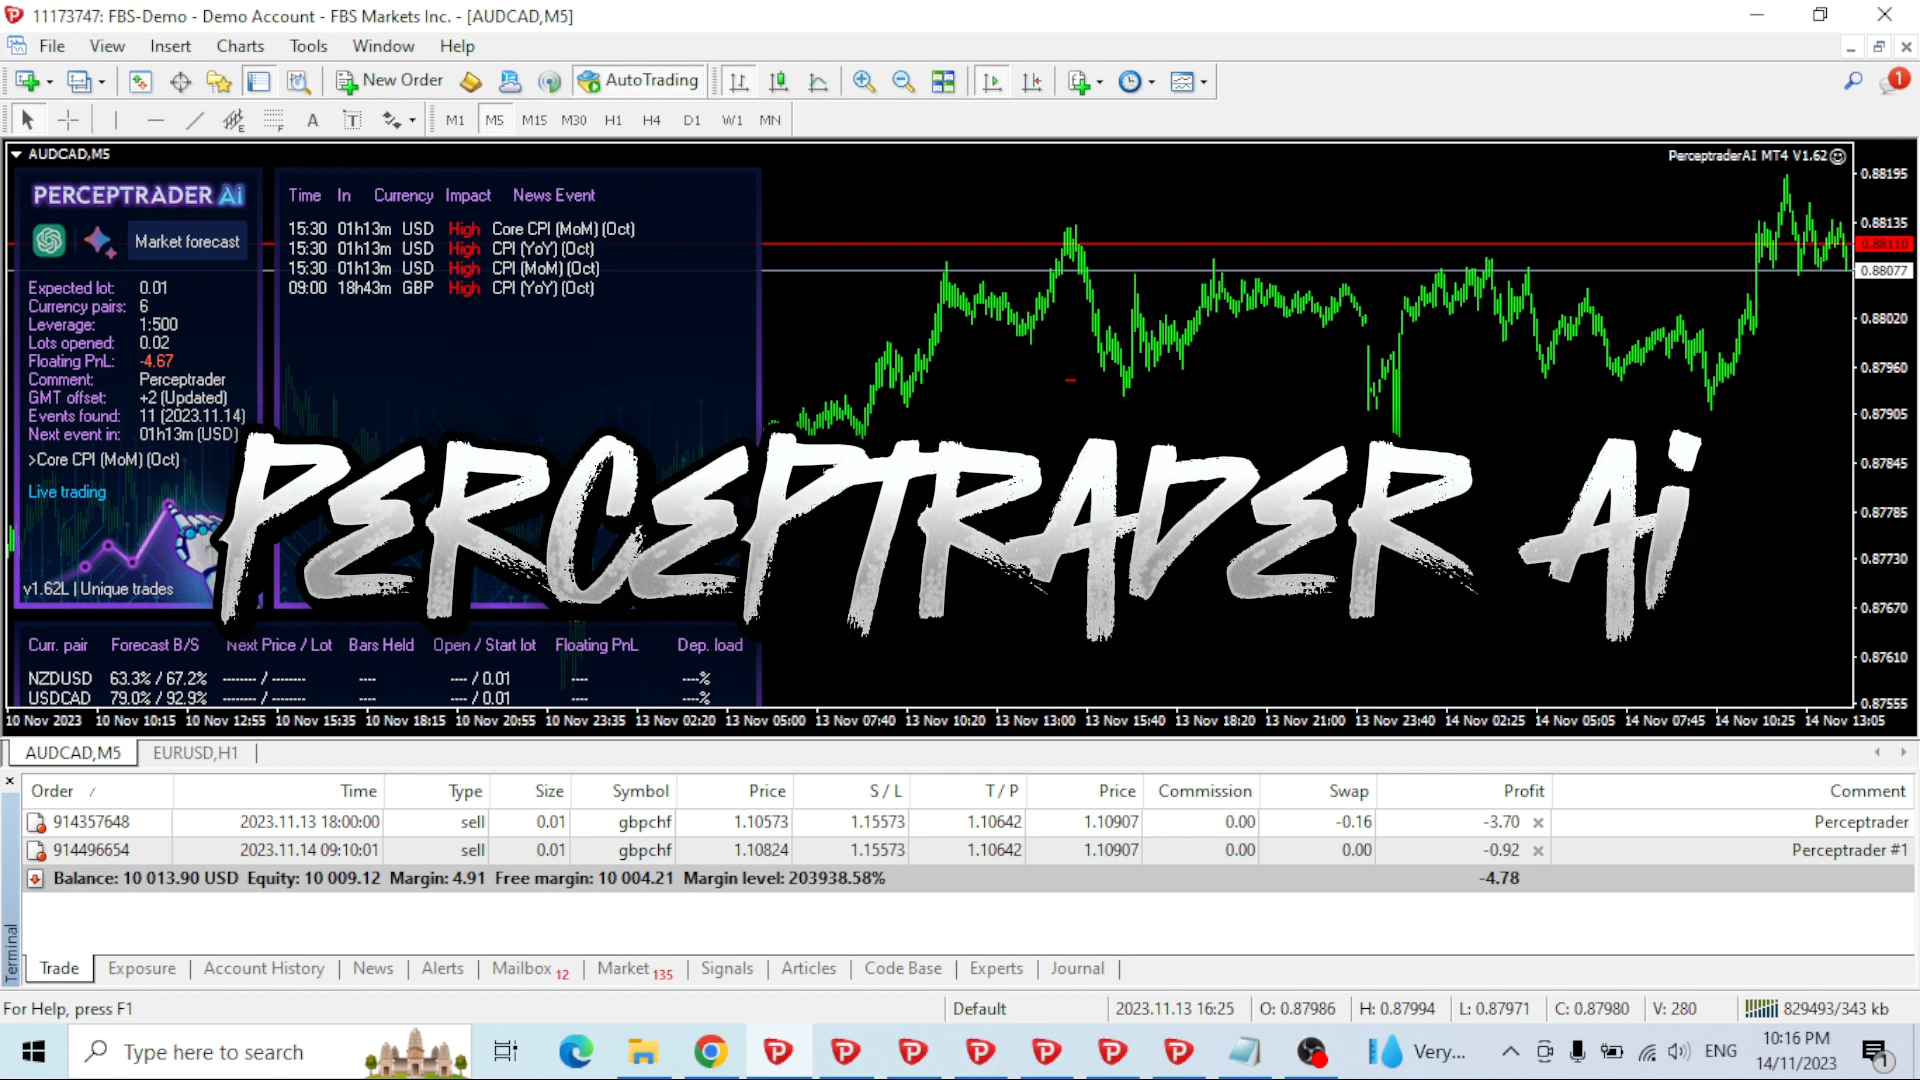 11173747: FBS-Demo - Demo Account - FBS Markets Inc. - [AUDCAD,M5]
File View Insert Charts Tools Window Help
New Order AutoTrading 1
E F A T M1 M5 M15 M30 H1 H4 D1 W1 MN
AUDCAD,M5
PerceptraderAI MT4 V1.62
PERCEPTRADER Ai
Market forecast
Expected lot: 0.01
Currency pairs: 6
Leverage: 1:500
Lots opened: 0.02
Floating PnL: -4.67
Comment: Perceptrader
GMT offset: +2 (Updated)
Events found: 11 (2023.11.14)
Next event in: 01h13m (USD)
>Core CPI (MoM) (Oct)
Live trading
v1.62L | Unique trades
Time In Currency Impact News Event
15:30 01h13m USD High Core CPI (MoM) (Oct)
15:30 01h13m USD High CPI (YoY) (Oct)
15:30 01h13m USD High CPI (MoM) (Oct)
09:00 18h43m GBP High CPI (YoY) (Oct)
PERCEPTRADER Ai
Curr. pair Forecast B/S Next Price / Lot Bars Held Open / Start lot Floating PnL Dep. load
NZDUSD 63.3% / 67.2% ------- / ------- ---- ---- / 0.01 ---- ----%
USDCAD 79.0% / 92.9% ------- / ------- ---- ---- / 0.01 ---- ----%
0.88195
0.88135
0.88110
0.88077
0.88020
0.87960
0.87905
0.87845
0.87785
0.87730
0.87670
0.87610
0.87555
10 Nov 2023 10 Nov 10:15 10 Nov 12:55 10 Nov 15:35 10 Nov 18:15 10 Nov 20:55 10 Nov 23:35 13 Nov 02:20 13 Nov 05:00 13 Nov 07:40 13 Nov 10:20 13 Nov 13:00 13 Nov 15:40 13 Nov 18:20 13 Nov 21:00 13 Nov 23:40 14 Nov 02:25 14 Nov 05:05 14 Nov 07:45 14 Nov 10:25 14 Nov 13:05
AUDCAD,M5 EURUSD,H1
Order / Time Type Size Symbol Price S / L T / P Price Commission Swap Profit Comment
914357648 2023.11.13 18:00:00 sell 0.01 gbpchf 1.10573 1.15573 1.10642 1.10907 0.00 -0.16 -3.70 Perceptrader
914496654 2023.11.14 09:10:01 sell 0.01 gbpchf 1.10824 1.15573 1.10642 1.10907 0.00 0.00 -0.92 Perceptrader #1
Balance: 10 013.90 USD Equity: 10 009.12 Margin: 4.91 Free margin: 10 004.21 Margin level: 203938.58% -4.78
Terminal
Trade Exposure Account History News Alerts Mailbox 12 Market 135 Signals Articles Code Base Experts Journal
For Help, press F1 Default 2023.11.13 16:25 O: 0.87986 H: 0.87994 L: 0.87971 C: 0.87980 V: 280 829493/343 kb
Type here to search Very... ENG 10:16 PM
14/11/2023 1